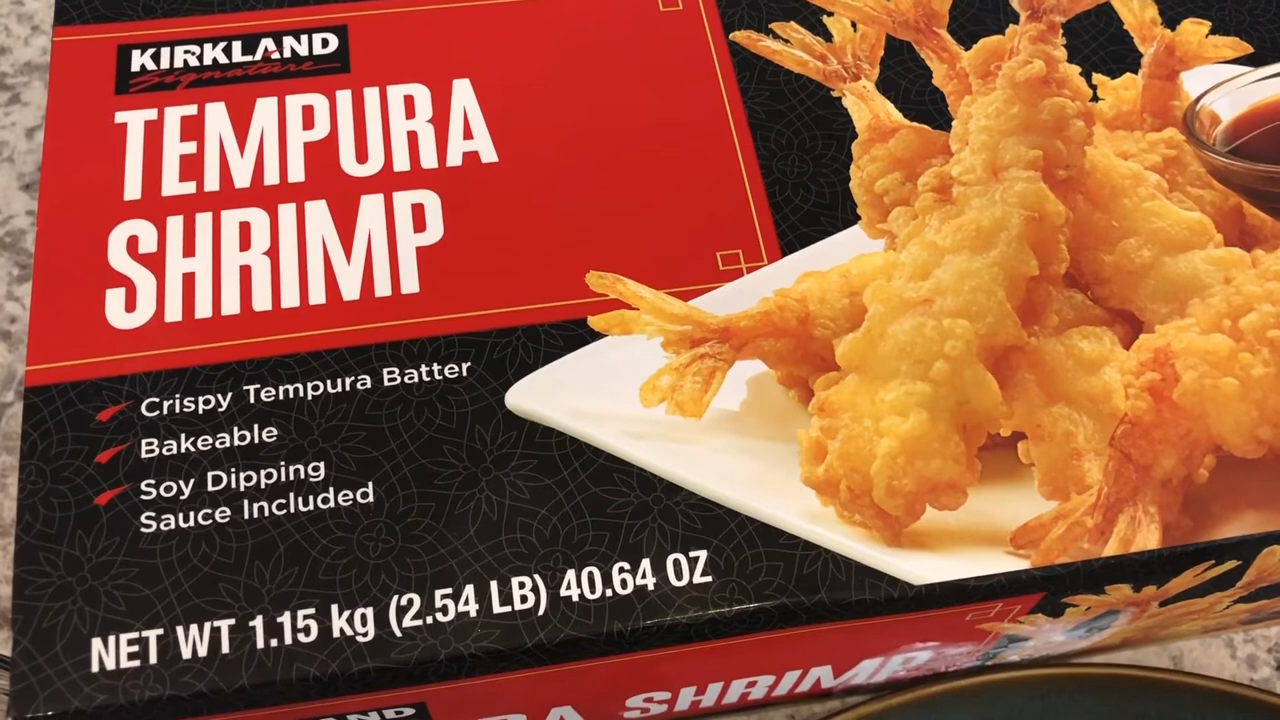 KIRKLAND
Signature
TEMPURA
SHRIMP
Crispy Tempura Batter
Bakeable
Soy Dipping
Sauce Included
NET WT 1.15 kg (2.54 LB) 40.64 OZ
SHRIMP